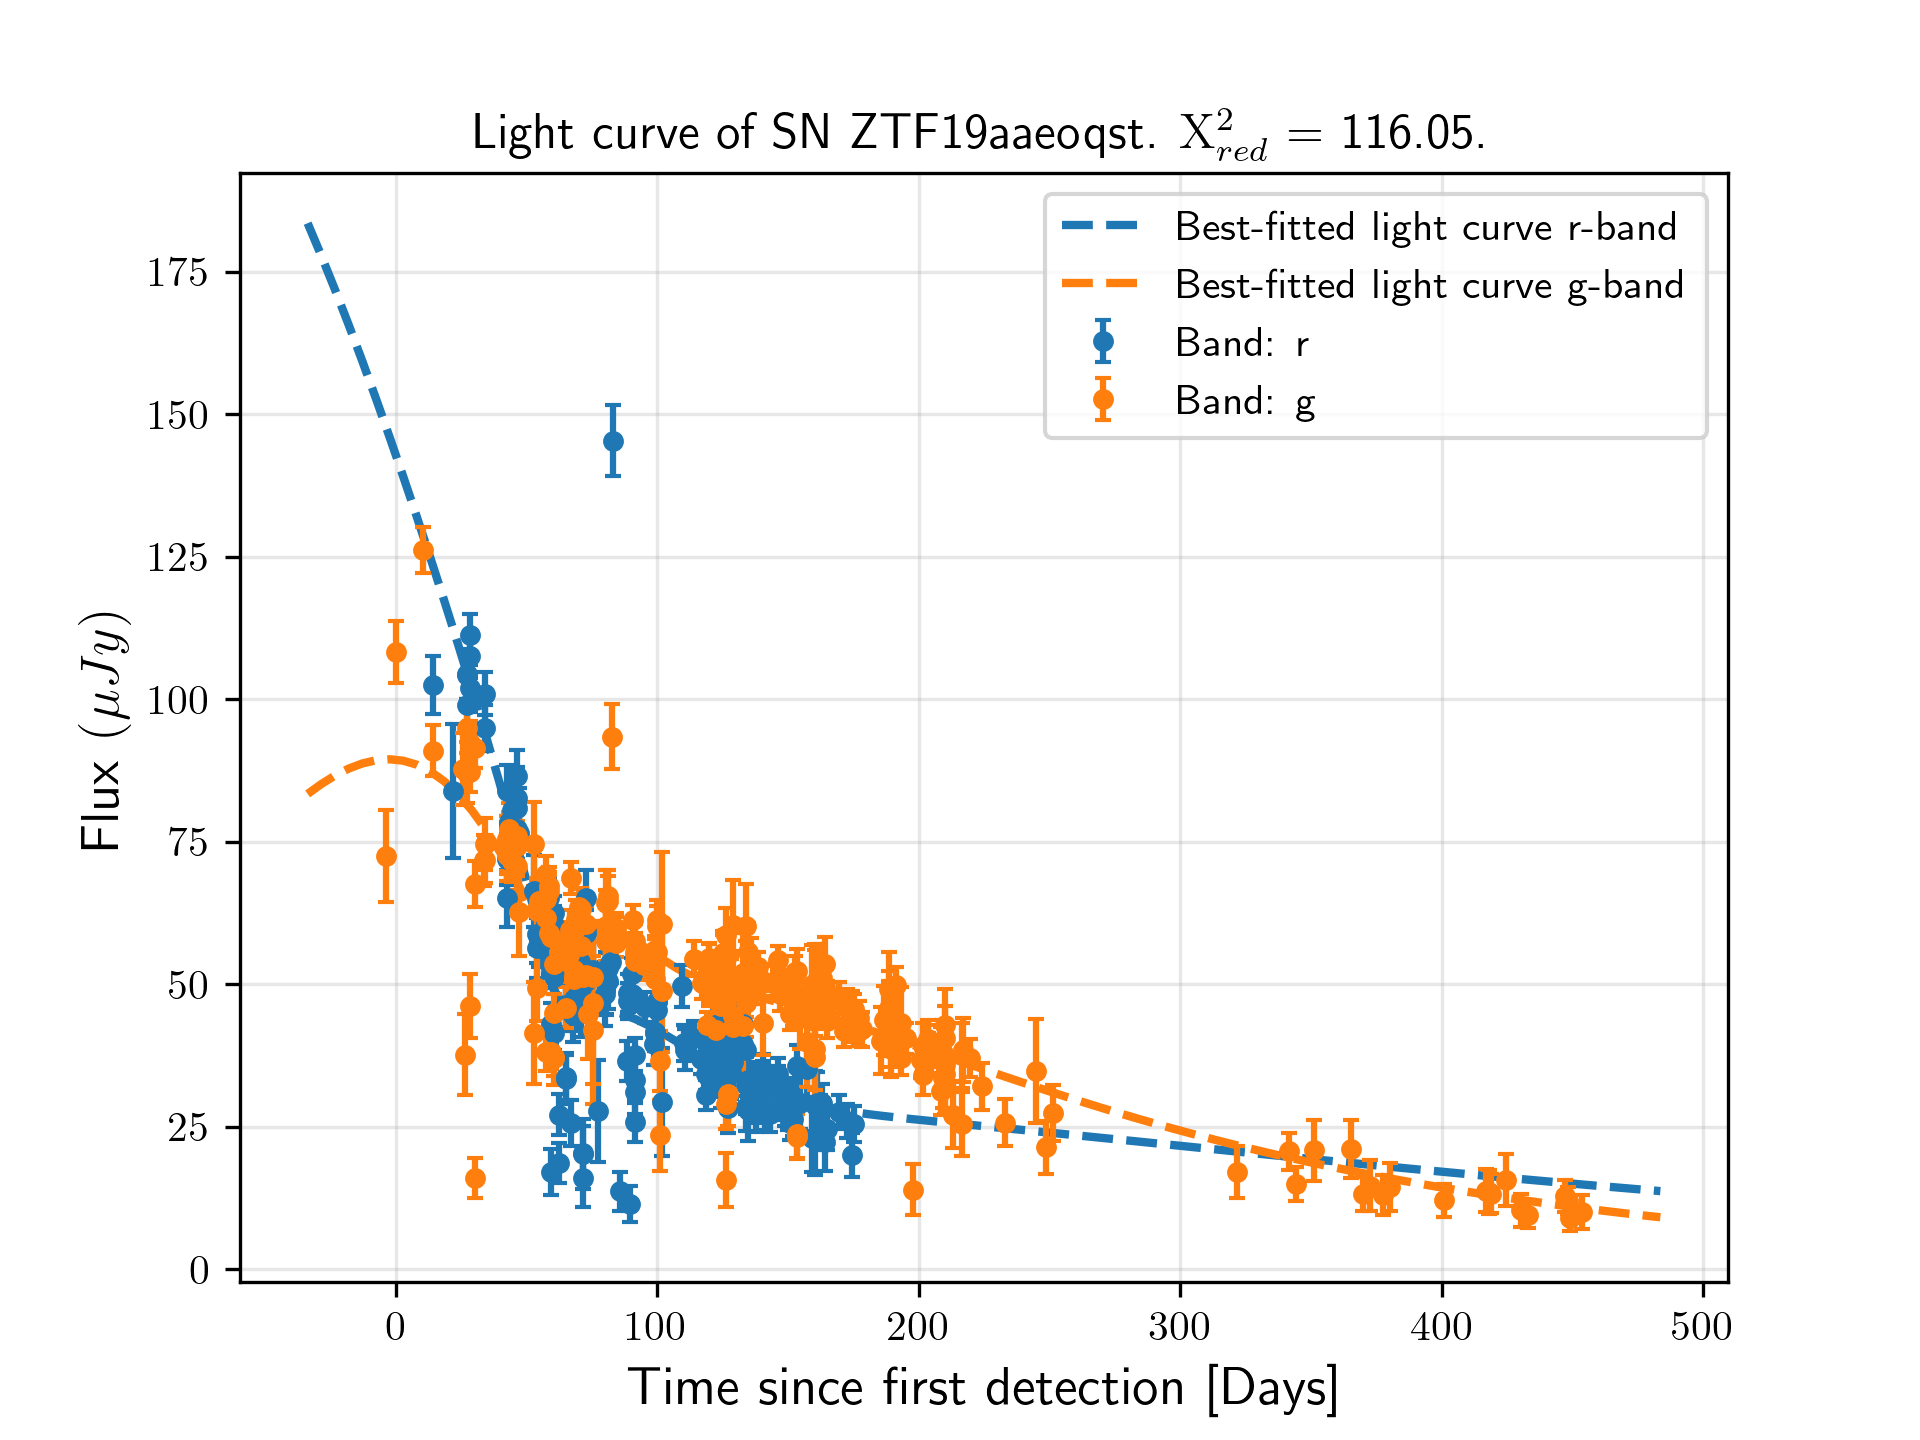 Light curve of SN ZTF19aaeoqst. X²_red = 116.05.
Best-fitted light curve r-band
Best-fitted light curve g-band
Band: r
Band: g
175
150
125
100
75
50
25
0
Flux (μJy)
0 100 200 300 400 500
Time since first detection [Days]